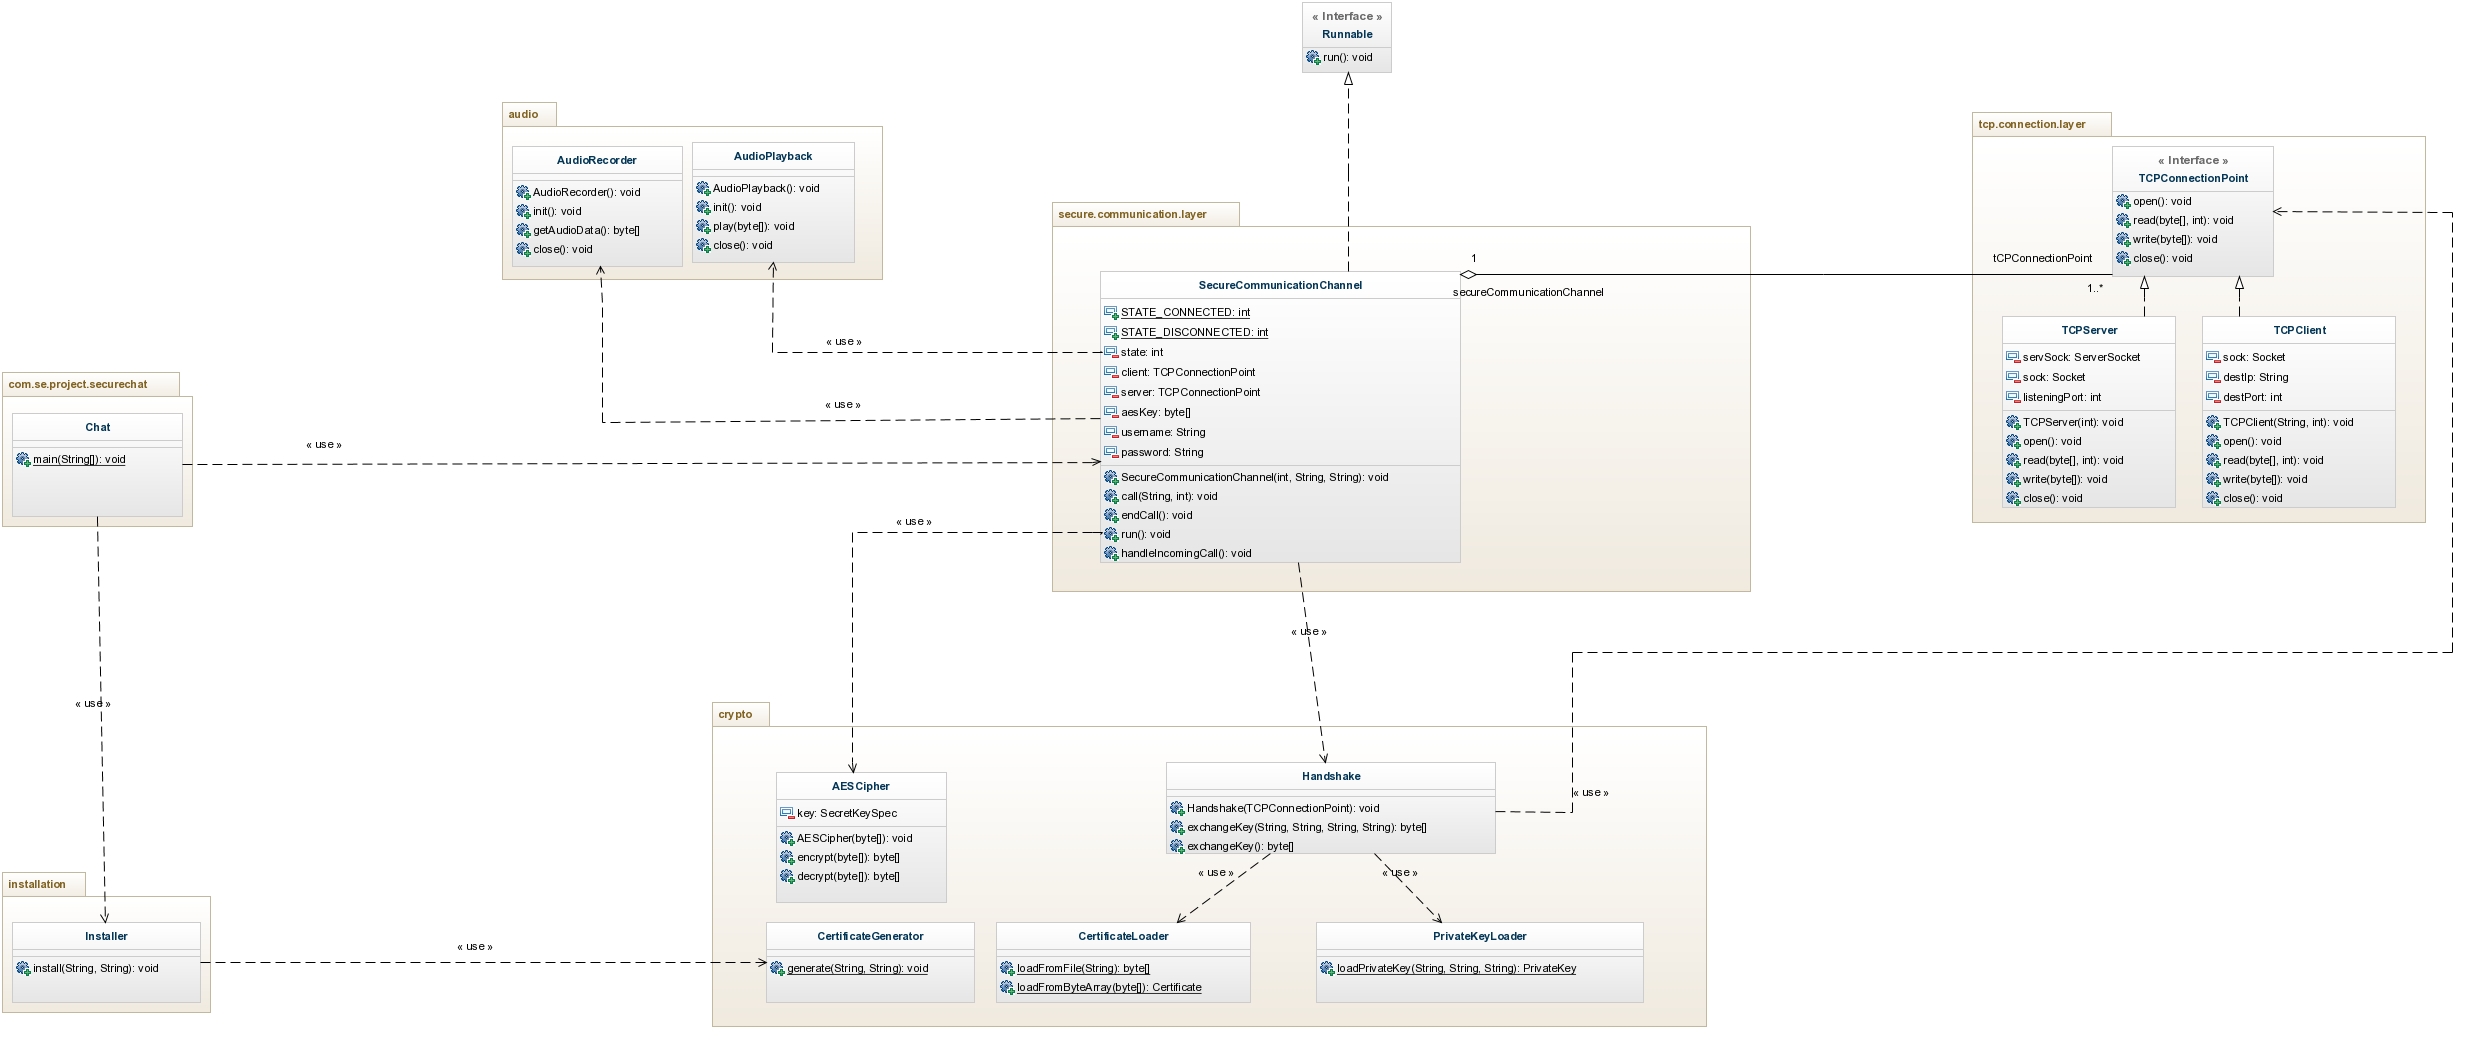 « Interface »
Runnable
run(): void
audio
AudioRecorder
AudioRecorder(): void
init(): void
getAudioData(): byte[]
close(): void
AudioPlayback
AudioPlayback(): void
init(): void
play(byte[]): void
close(): void
tcp.connection.layer
« Interface »
TCPConnectionPoint
open(): void
read(byte[], int): void
write(byte[]): void
close(): void
tCPConnectionPoint
1..*
TCPServer
servSock: ServerSocket
sock: Socket
listeningPort: int
TCPServer(int): void
open(): void
read(byte[], int): void
write(byte[]): void
close(): void
TCPClient
sock: Socket
destIp: String
destPort: int
TCPClient(String, int): void
open(): void
read(byte[], int): void
write(byte[]): void
close(): void
secure.communication.layer
1
secureCommunicationChannel
SecureCommunicationChannel
STATE_CONNECTED: int
STATE_DISCONNECTED: int
state: int
client: TCPConnectionPoint
server: TCPConnectionPoint
aesKey: byte[]
username: String
password: String
SecureCommunicationChannel(int, String, String): void
call(String, int): void
endCall(): void
run(): void
handleIncomingCall(): void
« use »
« use »
« use »
« use »
« use »
com.se.project.securechat
Chat
main(String[]): void
« use »
crypto
AESCipher
key: SecretKeySpec
AESCipher(byte[]): void
encrypt(byte[]): byte[]
decrypt(byte[]): byte[]
Handshake
Handshake(TCPConnectionPoint): void
exchangeKey(String, String, String, String): byte[]
exchangeKey(): byte[]
« use »
« use »
« use »
installation
Installer
install(String, String): void
« use »
CertificateGenerator
generate(String, String): void
CertificateLoader
loadFromFile(String): byte[]
loadFromByteArray(byte[]): Certificate
PrivateKeyLoader
loadPrivateKey(String, String, String): PrivateKey